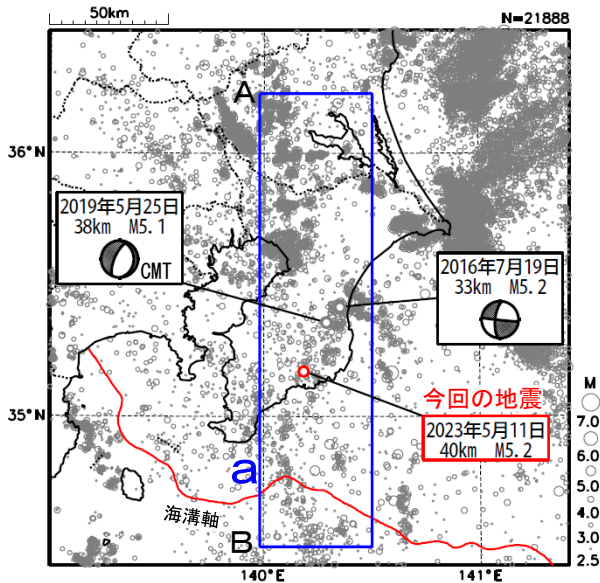 50km
N=21888
A
36°N
2019年5月25日
38km M5.1
CMT
2016年7月19日
33km M5.2
今回の地震
2023年5月11日
40km M5.2
35°N
a
海溝軸
B
140°E
141°E
M
7.0
6.0
5.0
4.0
3.0
2.5